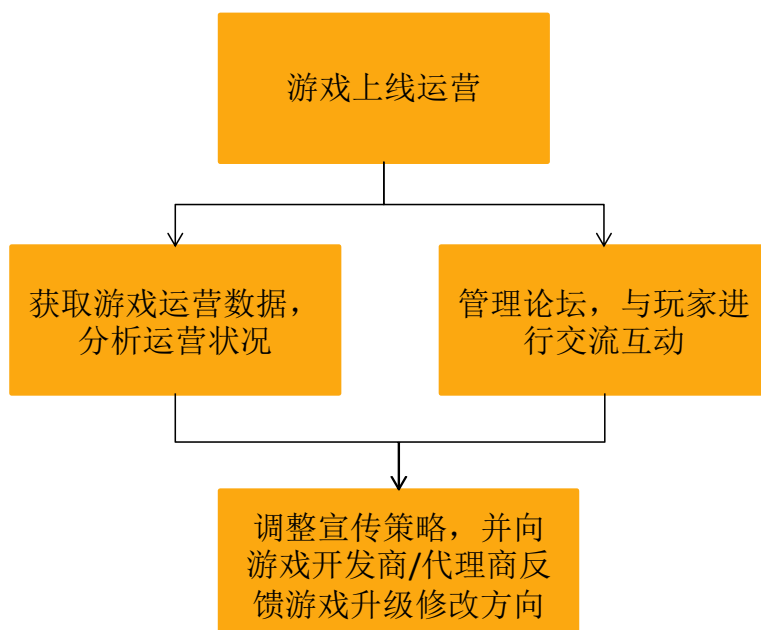 游戏上线运营
获取游戏运营数据，
分析运营状况
管理论坛，与玩家进
行交流互动
调整宣传策略，并向
游戏开发商/代理商反
馈游戏升级修改方向